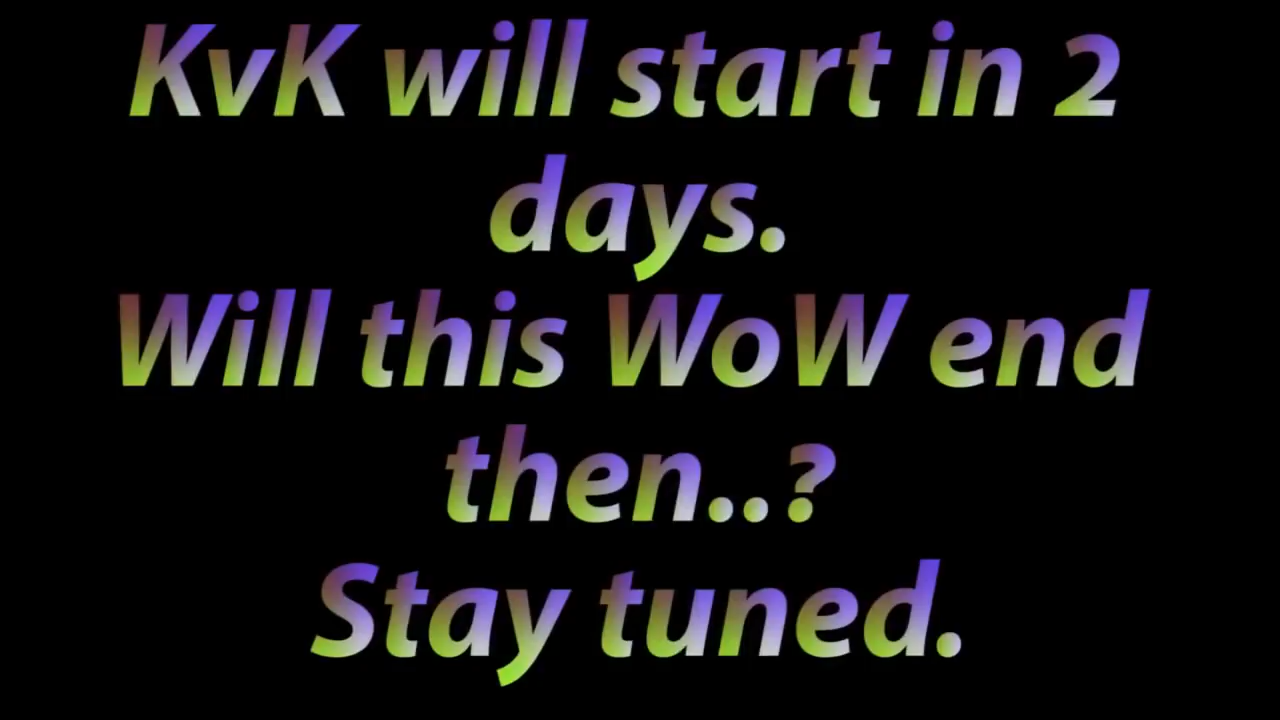 KvK will start in 2
days.
Will this WoW end
then..?
Stay tuned.